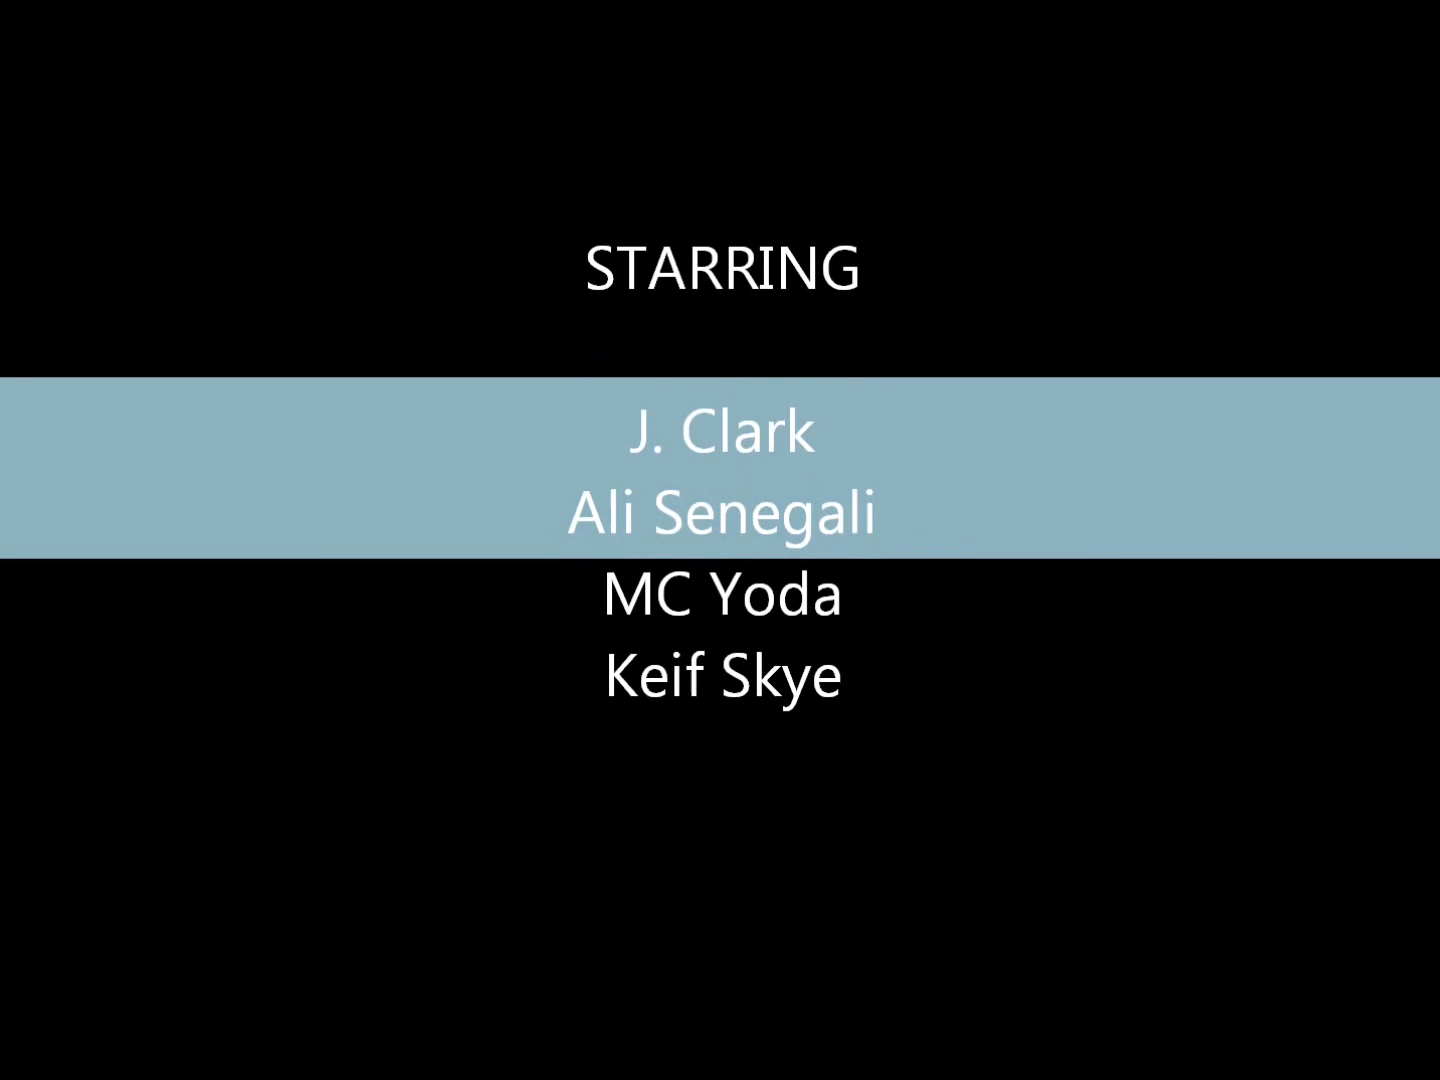 STARRING
J. Clark
Ali Senegali
MC Yoda
Keif Skye